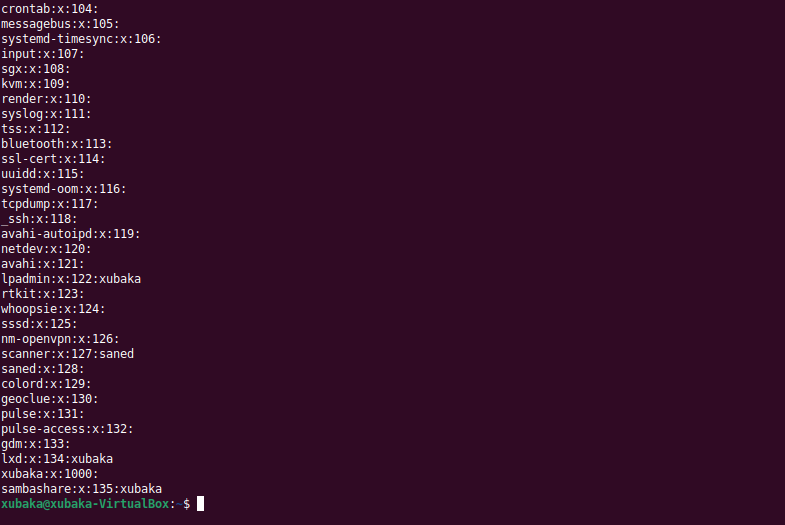 crontab:x:104:
messagebus:x:105:
systemd-timesync:x:106:
input:x:107:
sgx:x:108:
kvm:x:109:
render:x:110:
syslog:x:111:
tss:x:112:
bluetooth:x:113:
ssl-cert:x:114:
uuidd:x:115:
systemd-oom:x:116:
tcpdump:x:117:
_ssh:x:118:
avahi-autoipd:x:119:
netdev:x:120:
avahi:x:121:
lpadmin:x:122:xubaka
rtkit:x:123:
whoopsie:x:124:
sssd:x:125:
nm-openvpn:x:126:
scanner:x:127:saned
saned:x:128:
colord:x:129:
geoclue:x:130:
pulse:x:131:
pulse-access:x:132:
gdm:x:133:
lxd:x:134:xubaka
xubaka:x:1000:
sambashare:x:135:xubaka
xubaka@xubaka-VirtualBox:~$